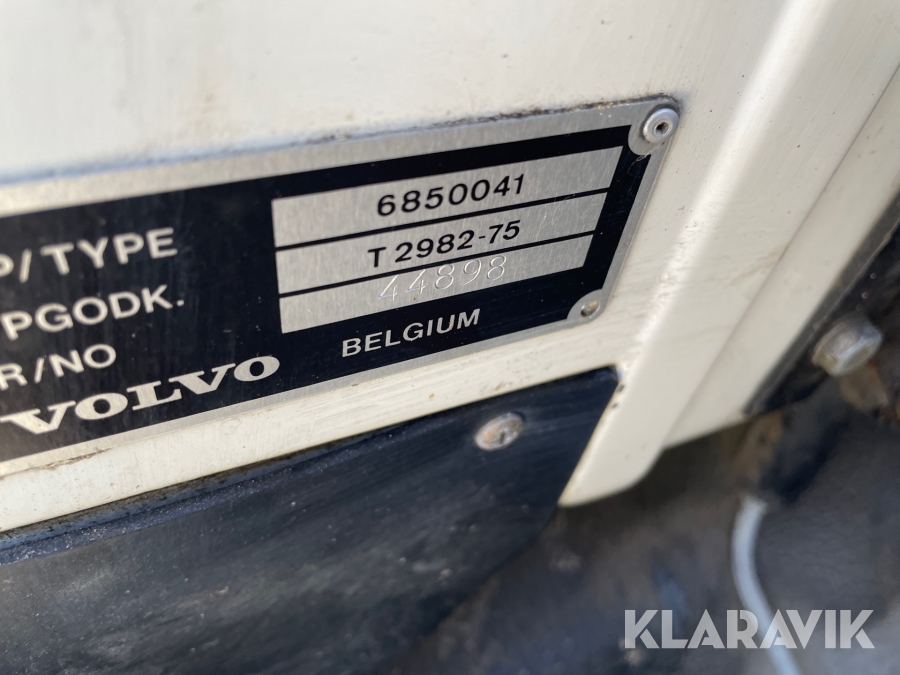 P/TYPE 6850041
PGODK. T 2982-75
R/NO 44898
VOLVO BELGIUM
KLARAVIK